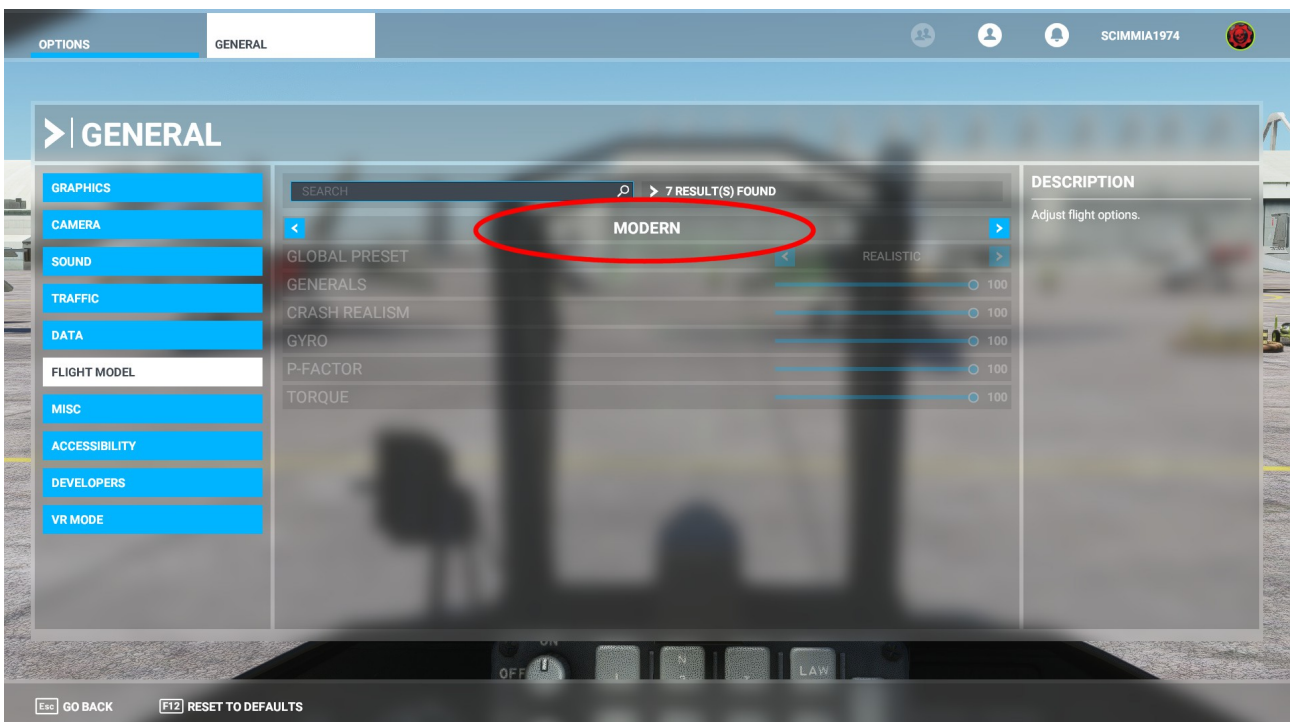 OPTIONS GENERAL SCIMMIA1974
GENERAL
GRAPHICS
CAMERA
SOUND
TRAFFIC
DATA
FLIGHT MODEL
MISC
ACCESSIBILITY
DEVELOPERS
VR MODE
SEARCH 7 RESULT(S) FOUND
MODERN
GLOBAL PRESET REALISTIC
GENERALS 100
CRASH REALISM 100
GYRO 100
P-FACTOR 100
TORQUE 100
DESCRIPTION
Adjust flight options.
ON
OFF
N
LAW
Esc GO BACK F12 RESET TO DEFAULTS